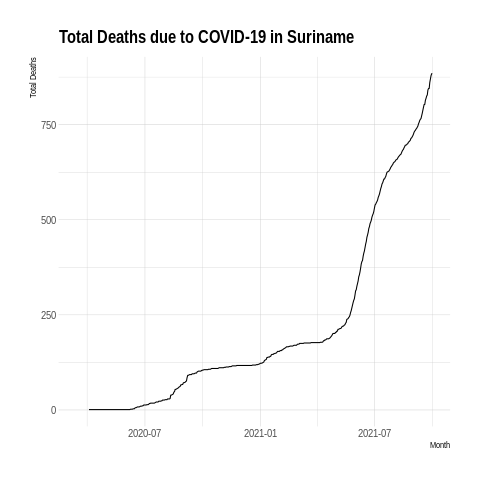 Total Deaths due to COVID-19 in Suriname
Total Deaths
750
500
250
0
2020-07
2021-01
2021-07
Month